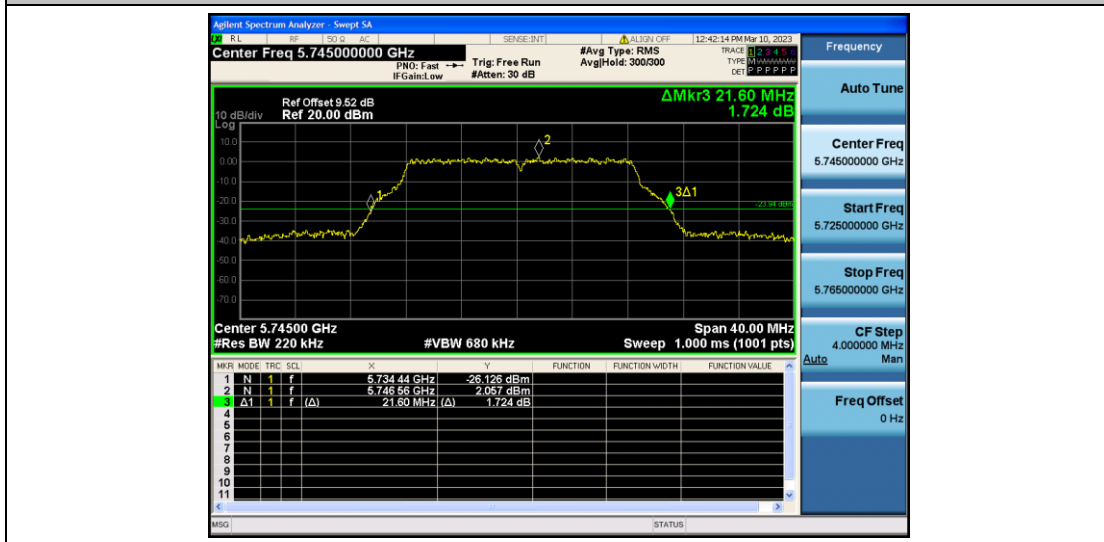 Agilent Spectrum Analyzer - Swept SA
RL RF 50 Ω AC SENSE:INT ALIGN OFF 12:42:14 PM Mar 10, 2023
Center Freq 5.745000000 GHz
PNO: Fast
IFGain:Low
Trig: Free Run
#Atten: 30 dB
#Avg Type: RMS
Avg|Hold: 300/300
TRACE 1 2 3 4 5 6
TYPE M
DET P P P P P P
Frequency
Ref Offset 9.52 dB
10 dB/div Ref 20.00 dBm
Log
ΔMkr3 21.60 MHz
1.724 dB
10.0
0.00
-10.0
-20.0
-30.0
-40.0
-50.0
-60.0
-70.0
1
2
3Δ1
-23.94 dBm
Center 5.74500 GHz Span 40.00 MHz
#Res BW 220 kHz #VBW 680 kHz Sweep 1.000 ms (1001 pts)
MKR MODE TRC SCL X Y FUNCTION FUNCTION WIDTH FUNCTION VALUE
1 N 1 f 5.734 44 GHz -26.126 dBm
2 N 1 f 5.746 56 GHz 2.057 dBm
3 Δ1 1 f (Δ) 21.60 MHz (Δ) 1.724 dB
4
5
6
7
8
9
10
11
MSG STATUS
Auto Tune
Center Freq
5.745000000 GHz
Start Freq
5.725000000 GHz
Stop Freq
5.765000000 GHz
CF Step
4.000000 MHz
Auto Man
Freq Offset
0 Hz